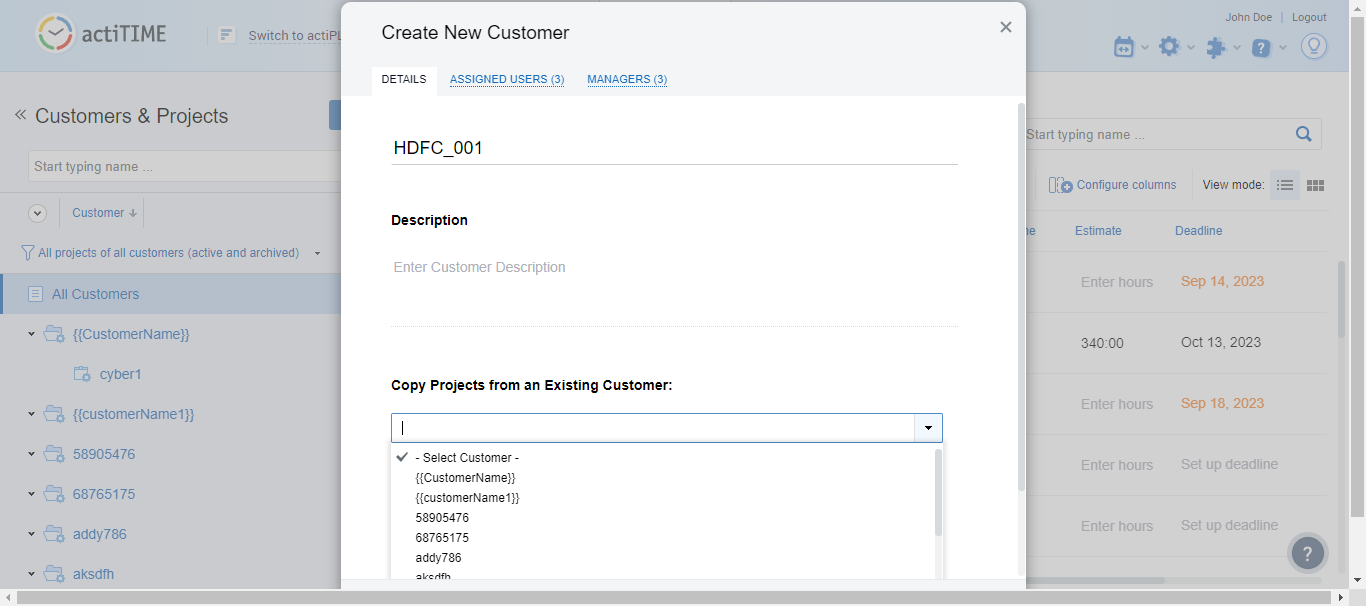 actiTIME
Switch to actiPL
John Doe | Logout
Customers & Projects
Start typing name ...
Customer
All projects of all customers (active and archived)
All Customers
{{CustomerName}}
cyber1
{{customerName1}}
58905476
68765175
addy786
aksdfh
Create New Customer
DETAILS
ASSIGNED USERS (3)
MANAGERS (3)
HDFC_001
Description
Enter Customer Description
Copy Projects from an Existing Customer:
- Select Customer -
{{CustomerName}}
{{customerName1}}
58905476
68765175
addy786
aksdfh
Start typing name ...
Configure columns
View mode:
Estimate Deadline
Enter hours Sep 14, 2023
340:00 Oct 13, 2023
Enter hours Sep 18, 2023
Enter hours Set up deadline
Enter hours Set up deadline
?